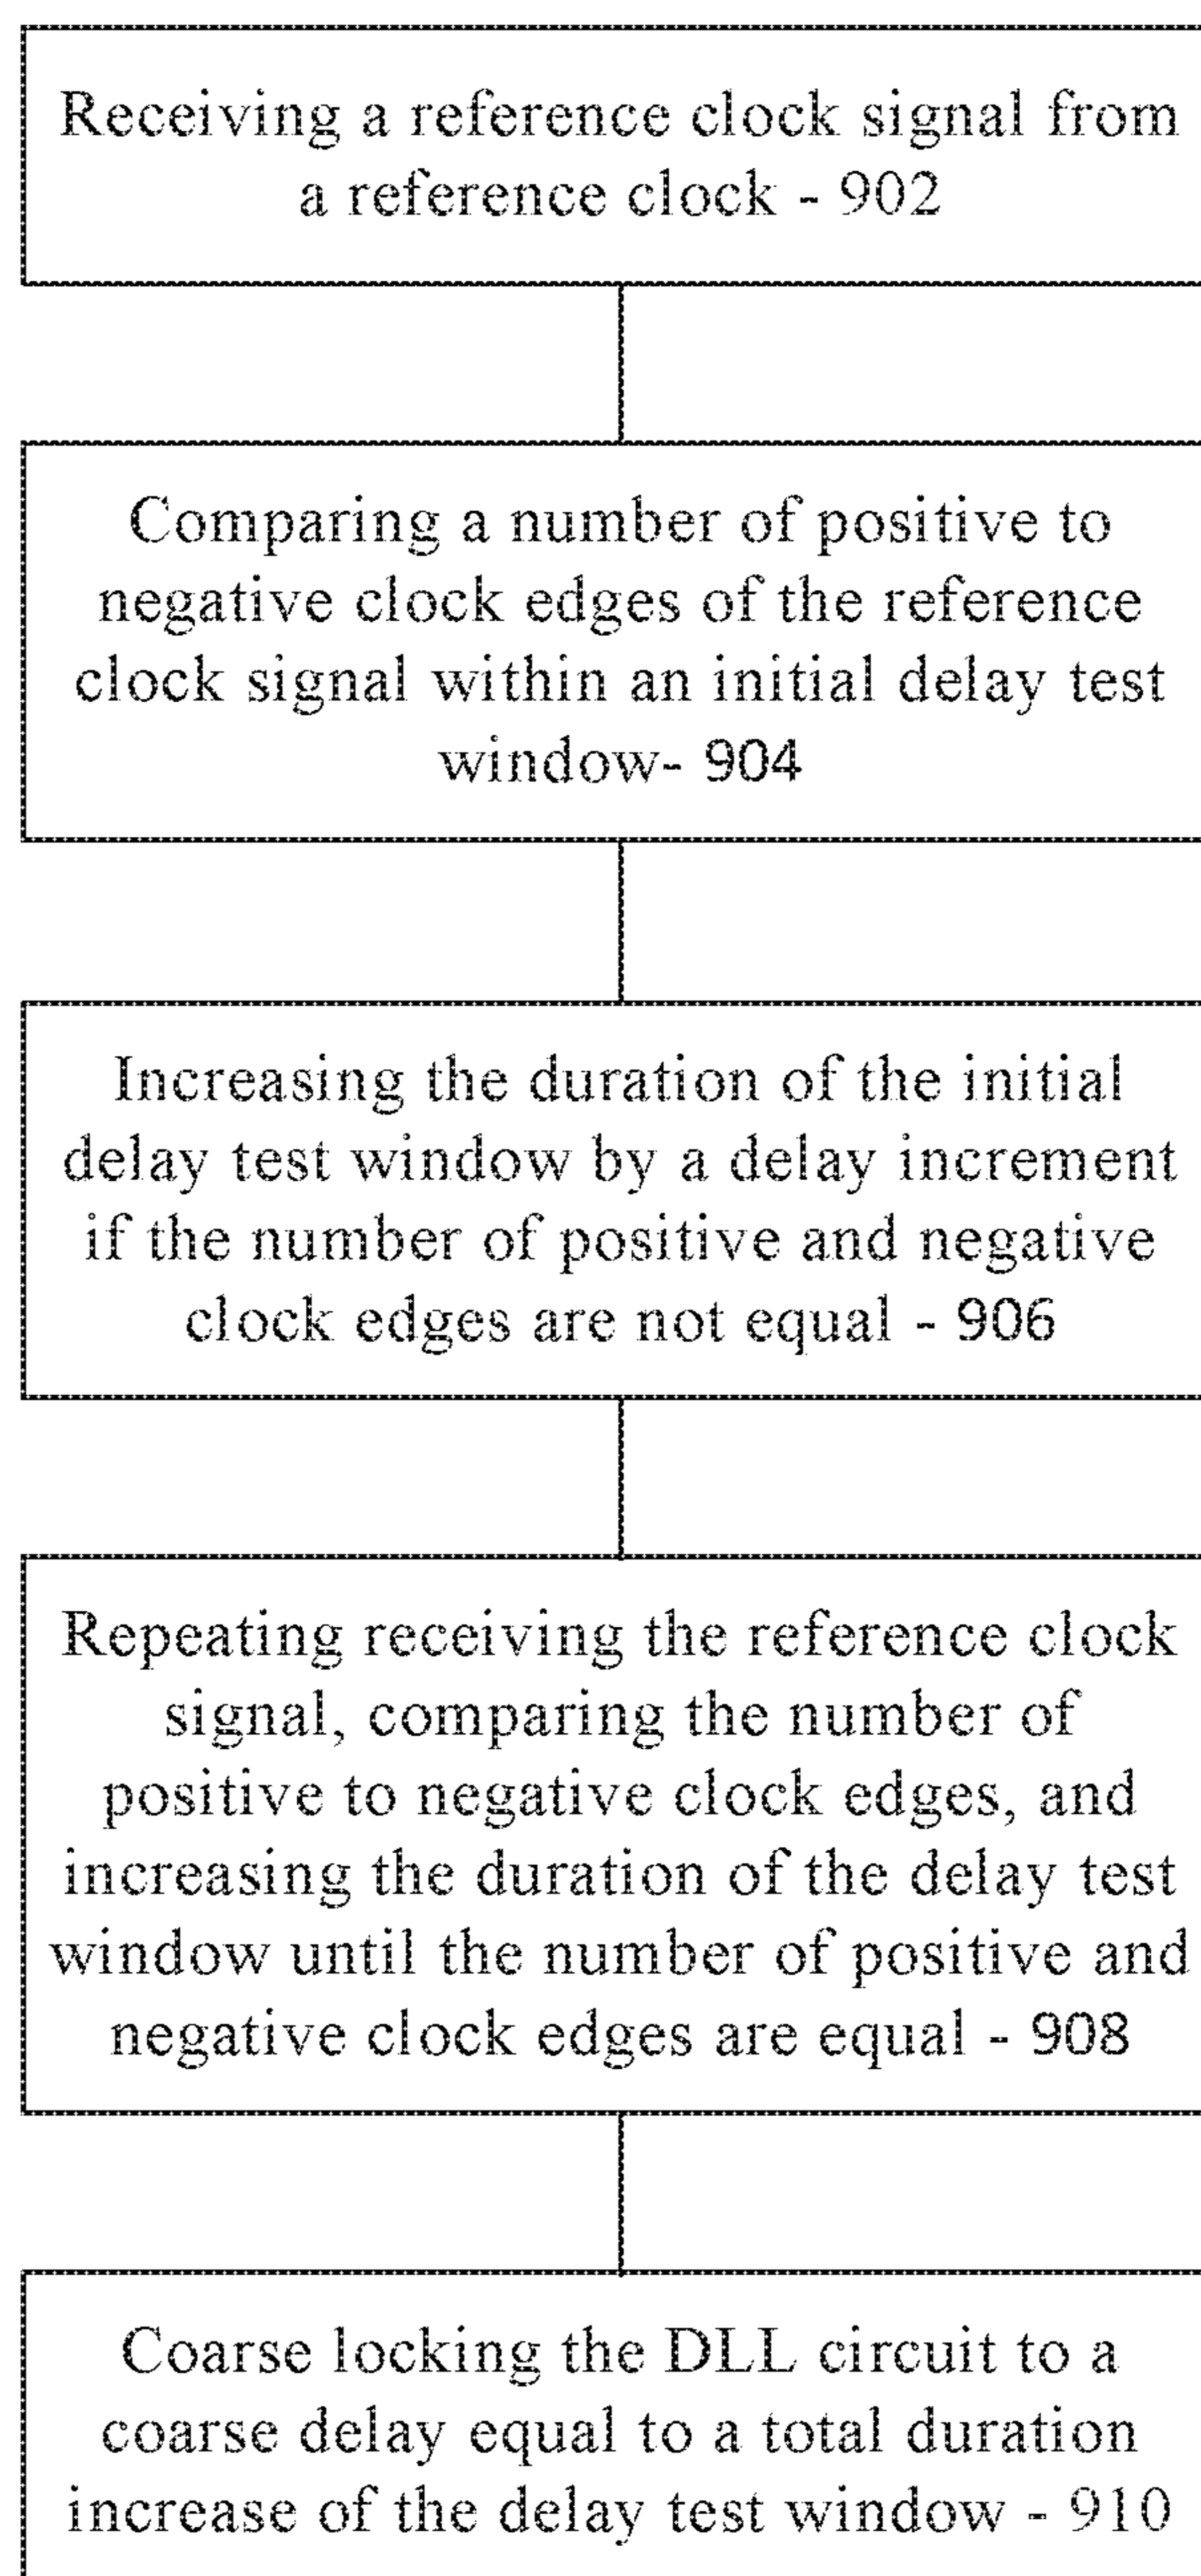 Receiving a reference clock signal from
a reference clock - 902
Comparing a number of positive to
negative clock edges of the reference
clock signal within an initial delay test
window- 904
Increasing the duration of the initial
delay test window by a delay increment
if the number of positive and negative
clock edges are not equal - 906
Repeating receiving the reference clock
signal, comparing the number of
positive to negative clock edges, and
increasing the duration of the delay test
window until the number of positive and
negative clock edges are equal - 908
Coarse locking the DLL circuit to a
coarse delay equal to a total duration
increase of the delay test window - 910